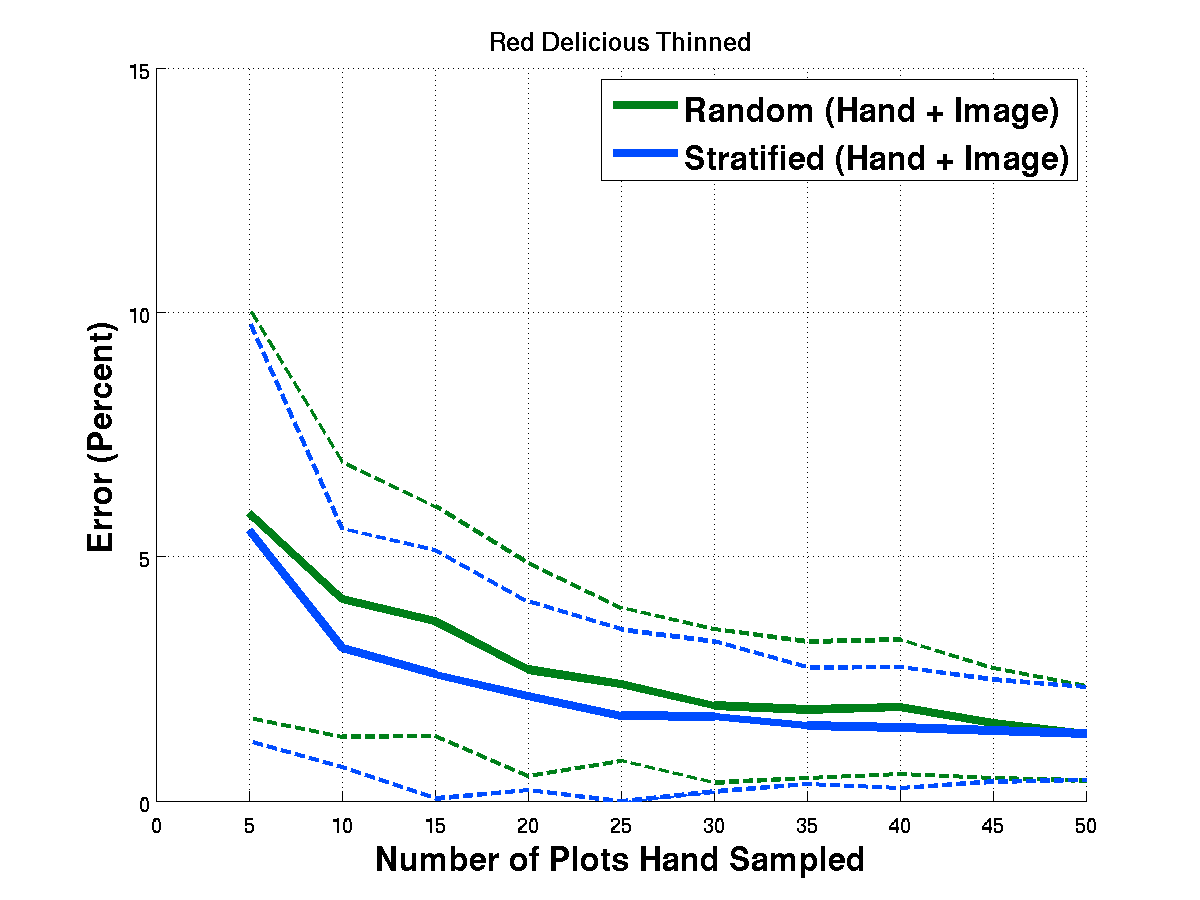 Red Delicious Thinned
Random (Hand + Image)
Stratified (Hand + Image)
Error (Percent)
15
10
5
0
0 5 10 15 20 25 30 35 40 45 50
Number of Plots Hand Sampled